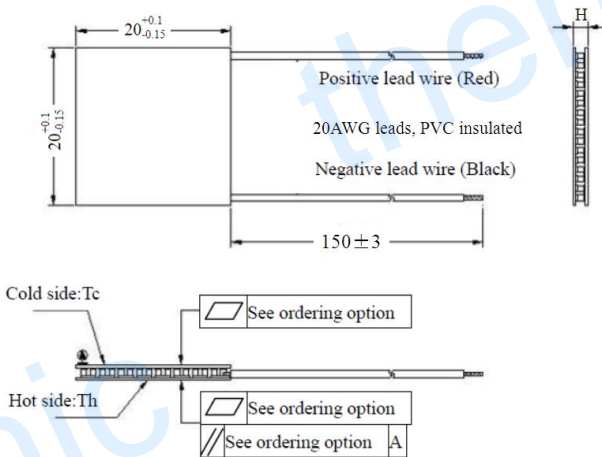 20+0.1-0.15
H
Positive lead wire (Red)
20+0.1-0.15
20AWG leads, PVC insulated
Negative lead wire (Black)
150±3
Cold side:Tc
See ordering option
A
Hot side:Th
See ordering option
See ordering option A